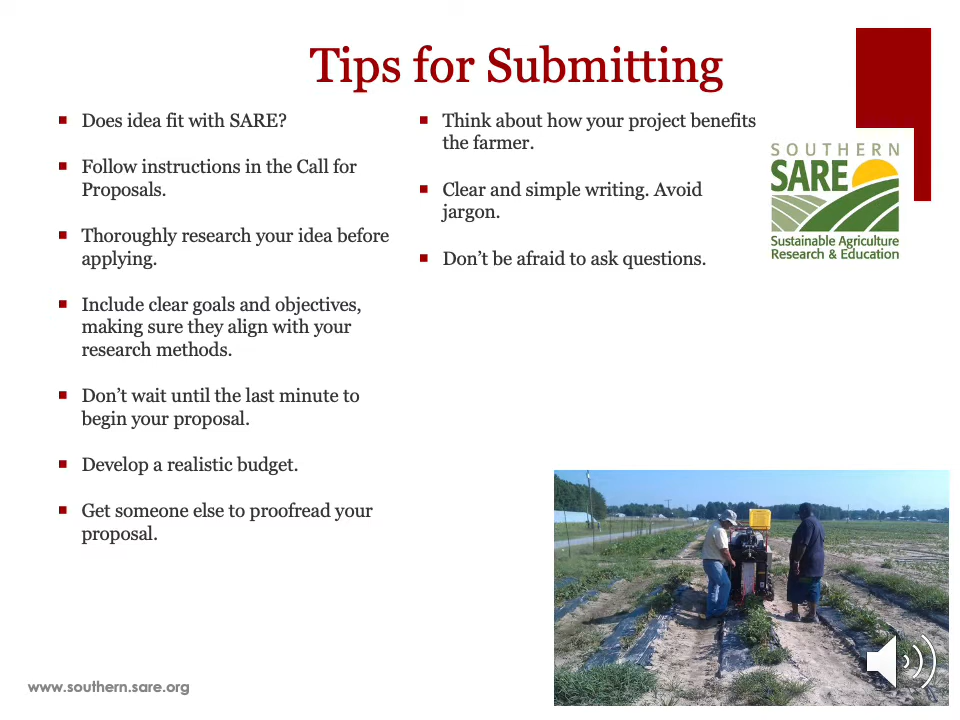 Tips for Submitting
Does idea fit with SARE?
Follow instructions in the Call for
Proposals.
Thoroughly research your idea before
applying.
Include clear goals and objectives,
making sure they align with your
research methods.
Don’t wait until the last minute to
begin your proposal.
Develop a realistic budget.
Get someone else to proofread your
proposal.
Think about how your project benefits
the farmer.
Clear and simple writing. Avoid
jargon.
Don’t be afraid to ask questions.
SOUTHERN
SARE
Sustainable Agriculture
Research & Education
www.southern.sare.org